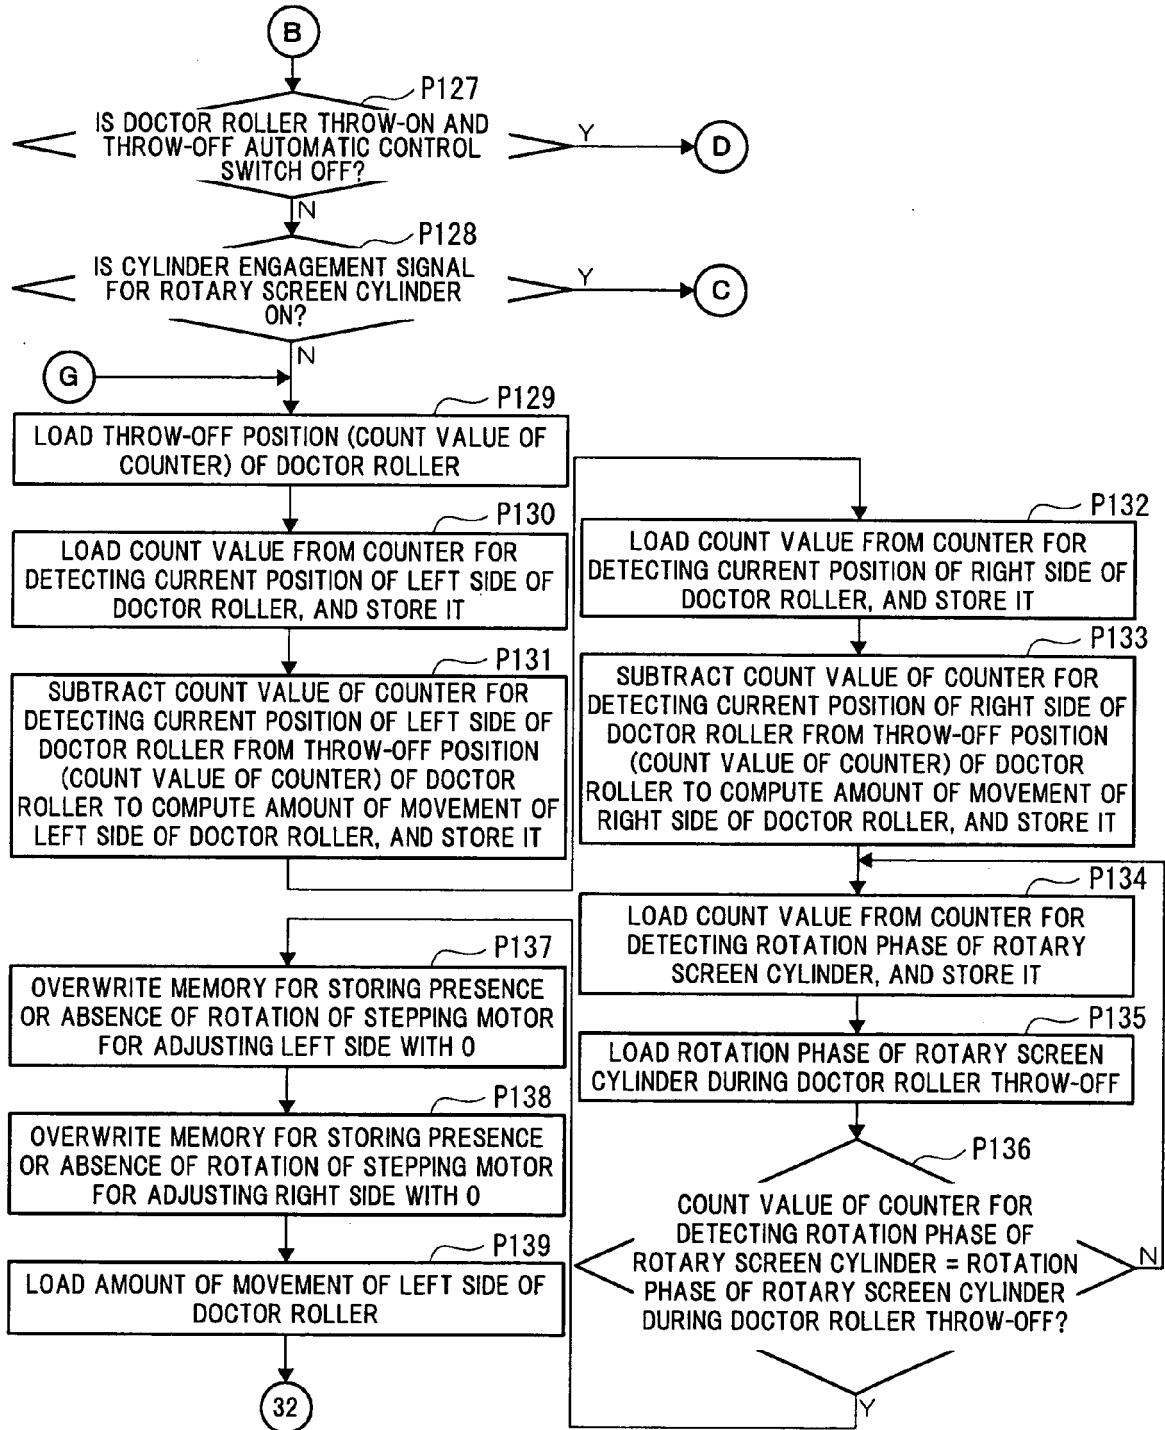 B
P127
IS DOCTOR ROLLER THROW-ON AND
THROW-OFF AUTOMATIC CONTROL
SWITCH OFF?
Y
D
N
P128
IS CYLINDER ENGAGEMENT SIGNAL
FOR ROTARY SCREEN CYLINDER
ON?
Y
C
N
G
P129
LOAD THROW-OFF POSITION (COUNT VALUE OF
COUNTER) OF DOCTOR ROLLER
P130
LOAD COUNT VALUE FROM COUNTER FOR
DETECTING CURRENT POSITION OF LEFT SIDE OF
DOCTOR ROLLER, AND STORE IT
P131
SUBTRACT COUNT VALUE OF COUNTER FOR
DETECTING CURRENT POSITION OF LEFT SIDE OF
DOCTOR ROLLER FROM THROW-OFF POSITION
(COUNT VALUE OF COUNTER) OF DOCTOR
ROLLER TO COMPUTE AMOUNT OF MOVEMENT OF
LEFT SIDE OF DOCTOR ROLLER, AND STORE IT
P132
LOAD COUNT VALUE FROM COUNTER FOR
DETECTING CURRENT POSITION OF RIGHT SIDE OF
DOCTOR ROLLER, AND STORE IT
P133
SUBTRACT COUNT VALUE OF COUNTER FOR
DETECTING CURRENT POSITION OF RIGHT SIDE OF
DOCTOR ROLLER FROM THROW-OFF POSITION
(COUNT VALUE OF COUNTER) OF DOCTOR
ROLLER TO COMPUTE AMOUNT OF MOVEMENT OF
RIGHT SIDE OF DOCTOR ROLLER, AND STORE IT
P134
LOAD COUNT VALUE FROM COUNTER FOR
DETECTING ROTATION PHASE OF ROTARY
SCREEN CYLINDER, AND STORE IT
P135
LOAD ROTATION PHASE OF ROTARY SCREEN
CYLINDER DURING DOCTOR ROLLER THROW-OFF
P136
COUNT VALUE OF COUNTER FOR
DETECTING ROTATION PHASE OF
ROTARY SCREEN CYLINDER = ROTATION
PHASE OF ROTARY SCREEN CYLINDER
DURING DOCTOR ROLLER THROW-OFF?
N
Y
P137
OVERWRITE MEMORY FOR STORING PRESENCE
OR ABSENCE OF ROTATION OF STEPPING MOTOR
FOR ADJUSTING LEFT SIDE WITH 0
P138
OVERWRITE MEMORY FOR STORING PRESENCE
OR ABSENCE OF ROTATION OF STEPPING MOTOR
FOR ADJUSTING RIGHT SIDE WITH 0
P139
LOAD AMOUNT OF MOVEMENT OF LEFT SIDE OF
DOCTOR ROLLER
32